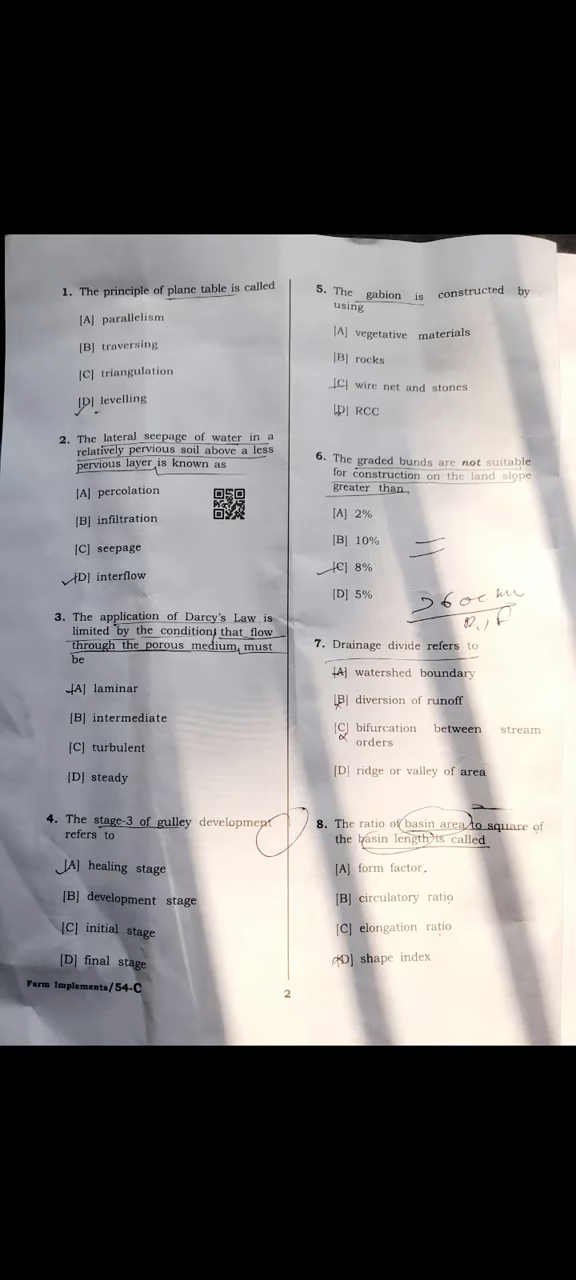 1. The principle of plane table is called
[A] parallelism
[B] traversing
[C] triangulation
[D] levelling
2. The lateral seepage of water in a
relatively pervious soil above a less
pervious layer is known as
[A] percolation
[B] infiltration
[C] seepage
[D] interflow
3. The application of Darcy's Law is
limited by the condition that flow
through the porous medium must
be
[A] laminar
[B] intermediate
[C] turbulent
[D] steady
4. The stage-3 of gulley development
refers to
[A] healing stage
[B] development stage
[C] initial stage
[D] final stage
Farm Implements/54-C
5. The gabion is constructed by
using
[A] vegetative materials
[B] rocks
[C] wire net and stones
[D] RCC
6. The graded bunds are not suitable
for construction on the land slope
greater than
[A] 2%
[B] 10%
[C] 8%
[D] 5%
7. Drainage divide refers to
[A] watershed boundary
[B] diversion of runoff
[C] bifurcation between stream
orders
[D] ridge or valley of area
8. The ratio of basin area to square of
the basin length is called
[A] form factor
[B] circulatory ratio
[C] elongation ratio
[D] shape index
2